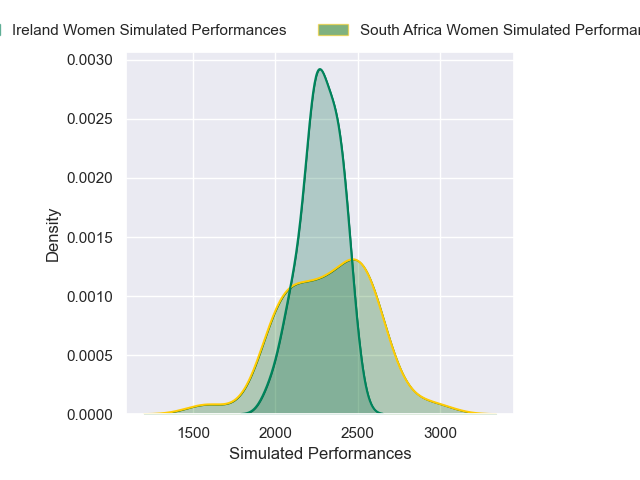 Ireland Women Simulated Performances
South Africa Women Simulated
0.0030
0.0025
0.0020
0.0015
0.0010
0.0005
0.0000
Density
1500 2000 2500 3000
Simulated Performances